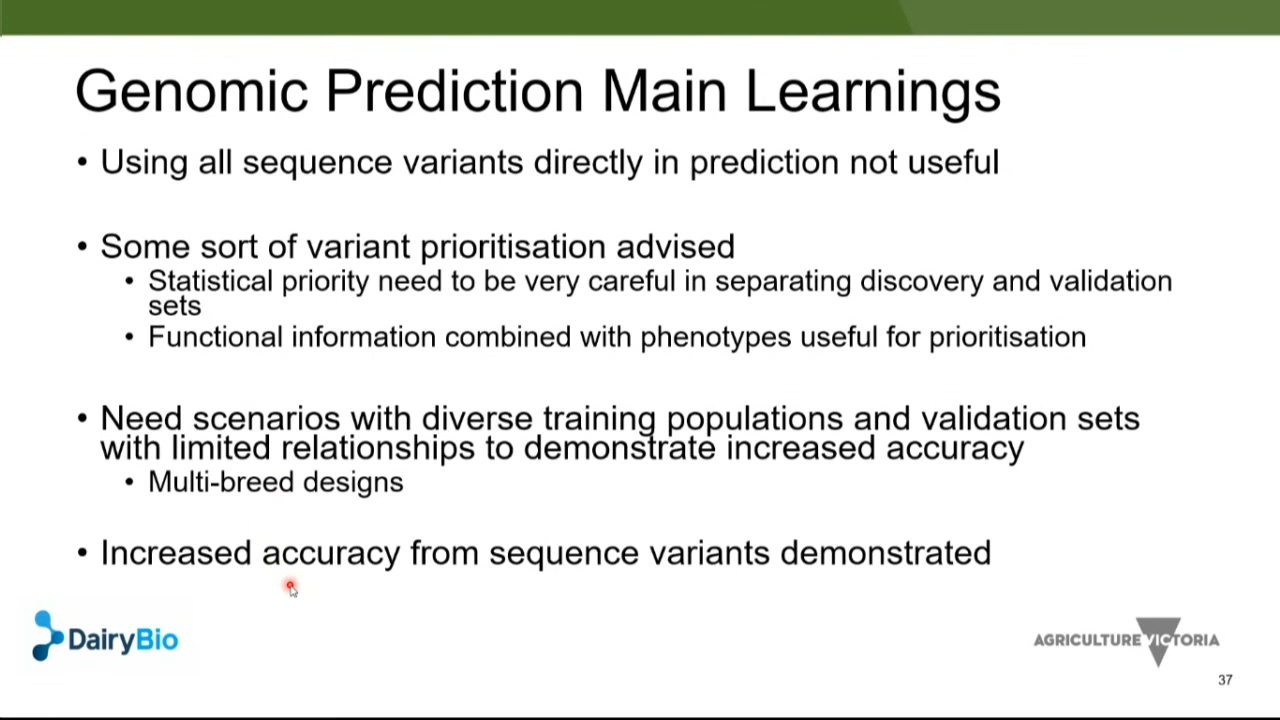 Genomic Prediction Main Learnings
• Using all sequence variants directly in prediction not useful
• Some sort of variant prioritisation advised
• Statistical priority need to be very careful in separating discovery and validation
sets
• Functional information combined with phenotypes useful for prioritisation
• Need scenarios with diverse training populations and validation sets
with limited relationships to demonstrate increased accuracy
• Multi-breed designs
• Increased accuracy from sequence variants demonstrated
DairyBio
AGRICULTURE VICTORIA
37